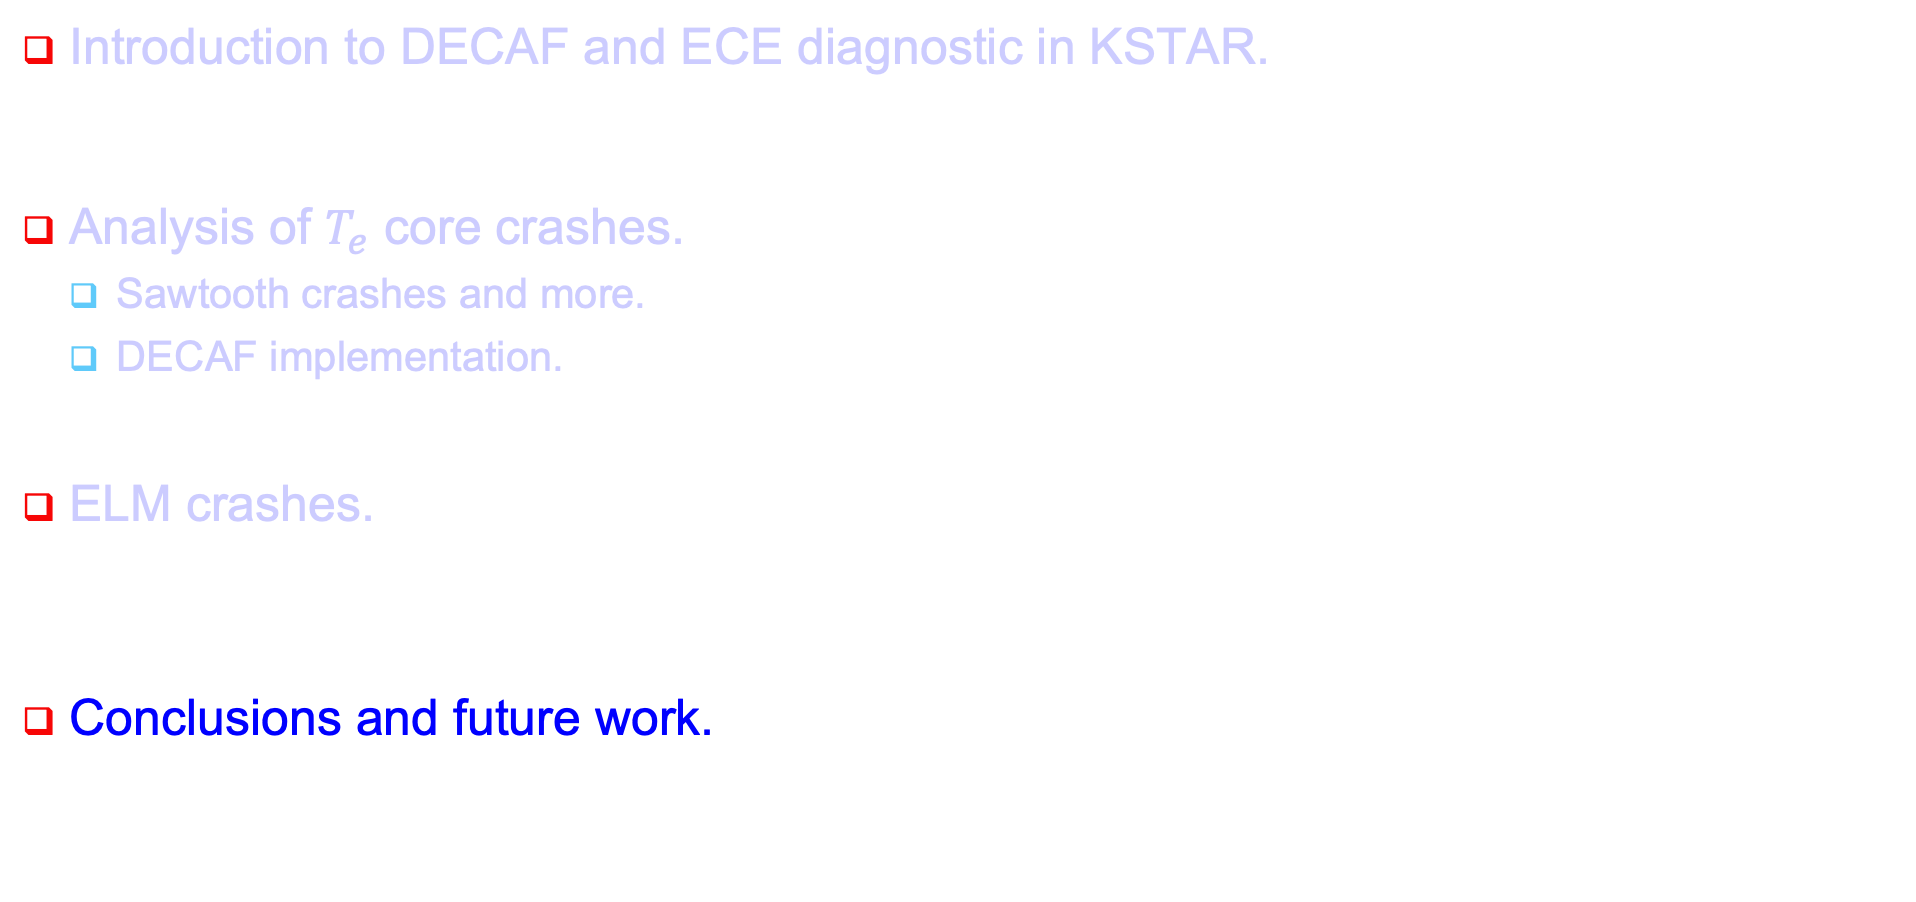 Introduction to DECAF and ECE diagnostic in KSTAR.
Analysis of Tₑ core crashes.
Sawtooth crashes and more.
DECAF implementation.
ELM crashes.
Conclusions and future work.